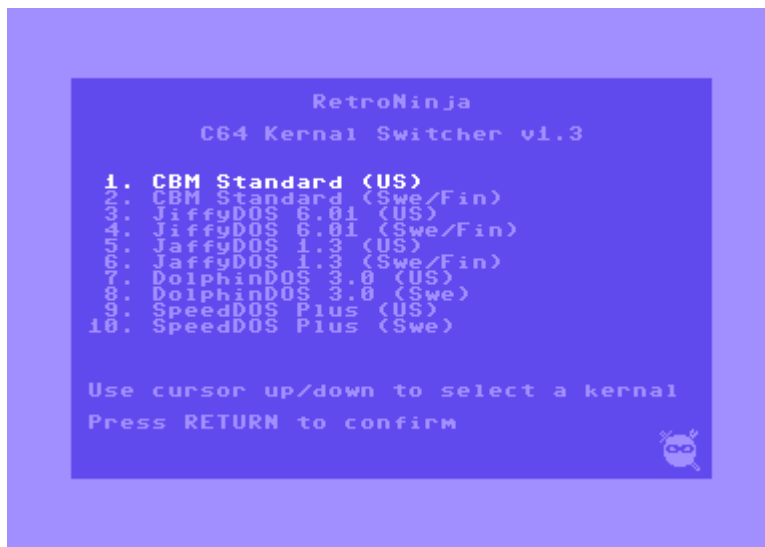 RetroNinja
C64 Kernal Switcher v1.3
1. CBM Standard (US)
2. CBM Standard (Swe/Fin)
3. JiffyDOS 6.01 (US)
4. JiffyDOS 6.01 (Swe/Fin)
5. JaffyDOS 1.3 (US)
6. JaffyDOS 1.3 (Swe/Fin)
7. DolphinDOS 3.0 (US)
8. DolphinDOS 3.0 (Swe)
9. SpeedDOS Plus (US)
10. SpeedDOS Plus (Swe)
Use cursor up/down to select a kernal
Press RETURN to confirm